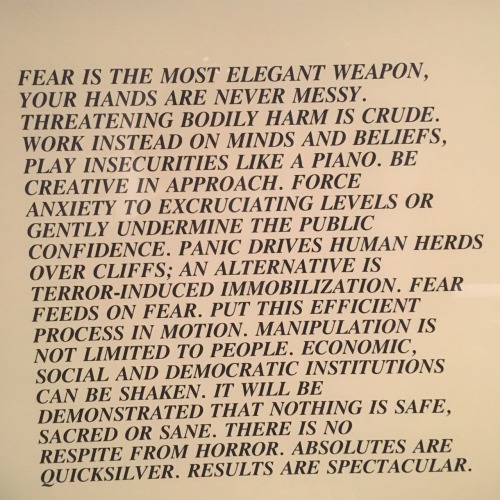 FEAR IS THE MOST ELEGANT WEAPON,
YOUR HANDS ARE NEVER MESSY.
THREATENING BODILY HARM IS CRUDE.
WORK INSTEAD ON MINDS AND BELIEFS,
PLAY INSECURITIES LIKE A PIANO. BE
CREATIVE IN APPROACH. FORCE
ANXIETY TO EXCRUCIATING LEVELS OR
GENTLY UNDERMINE THE PUBLIC
CONFIDENCE. PANIC DRIVES HUMAN HERDS
OVER CLIFFS; AN ALTERNATIVE IS
TERROR-INDUCED IMMOBILIZATION. FEAR
FEEDS ON FEAR. PUT THIS EFFICIENT
PROCESS IN MOTION. MANIPULATION IS
NOT LIMITED TO PEOPLE. ECONOMIC,
SOCIAL AND DEMOCRATIC INSTITUTIONS
CAN BE SHAKEN. IT WILL BE
DEMONSTRATED THAT NOTHING IS SAFE,
SACRED OR SANE. THERE IS NO
RESPITE FROM HORROR. ABSOLUTES ARE
QUICKSILVER. RESULTS ARE SPECTACULAR.